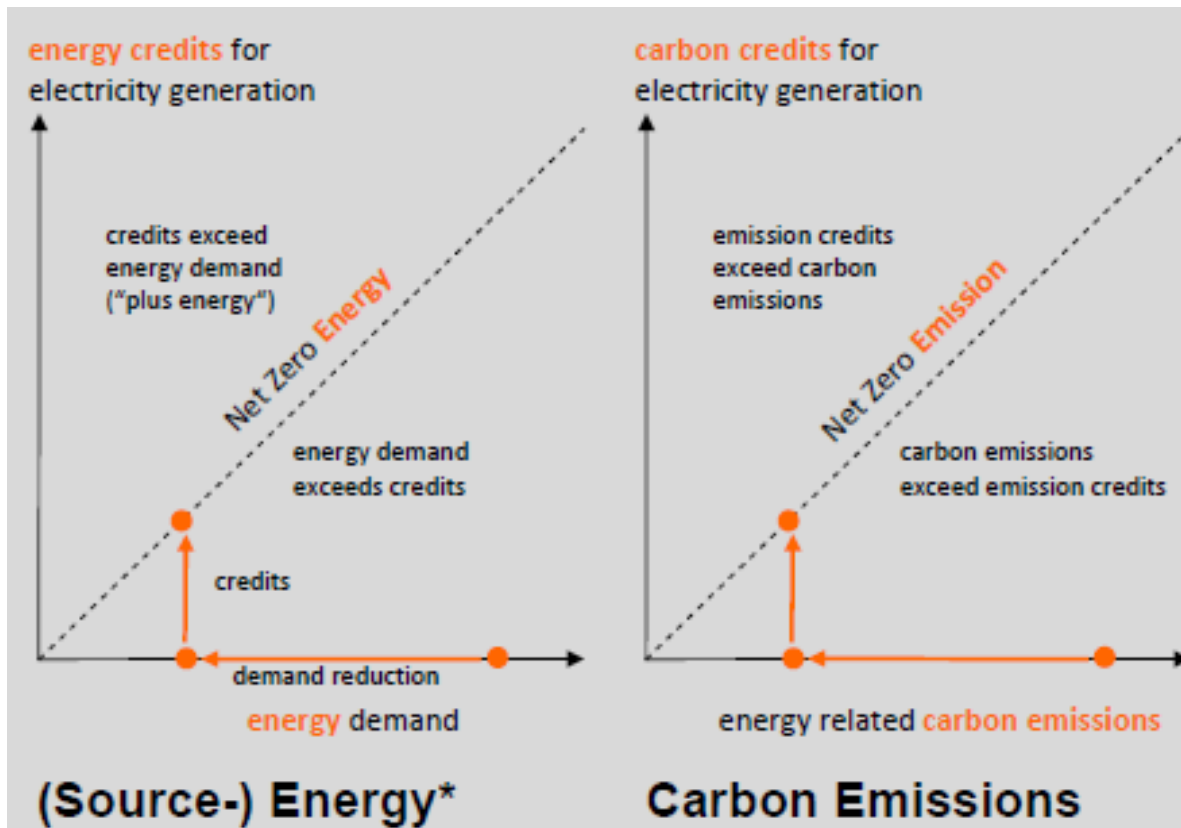 energy credits for
electricity generation
credits exceed
energy demand
("plus energy")
Net Zero Energy
energy demand
exceeds credits
credits
demand reduction
energy demand
(Source-) Energy*
carbon credits for
electricity generation
emission credits
exceed carbon
emissions
Net Zero Emission
carbon emissions
exceed emission credits
energy related carbon emissions
Carbon Emissions